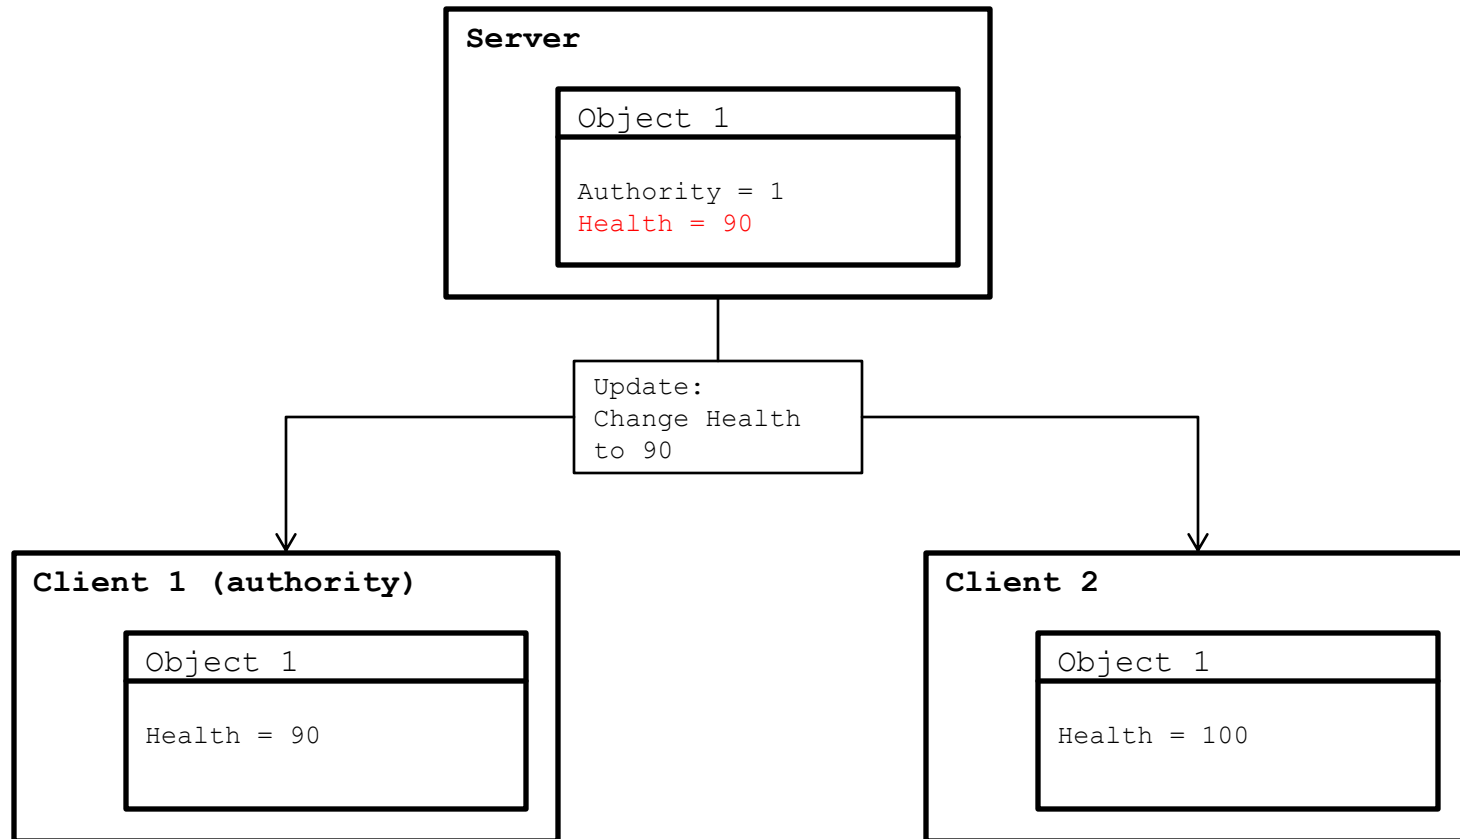 Server
Object 1
Authority = 1
Health = 90
Update:
Change Health
to 90
Client 1 (authority)
Object 1
Health = 90
Client 2
Object 1
Health = 100